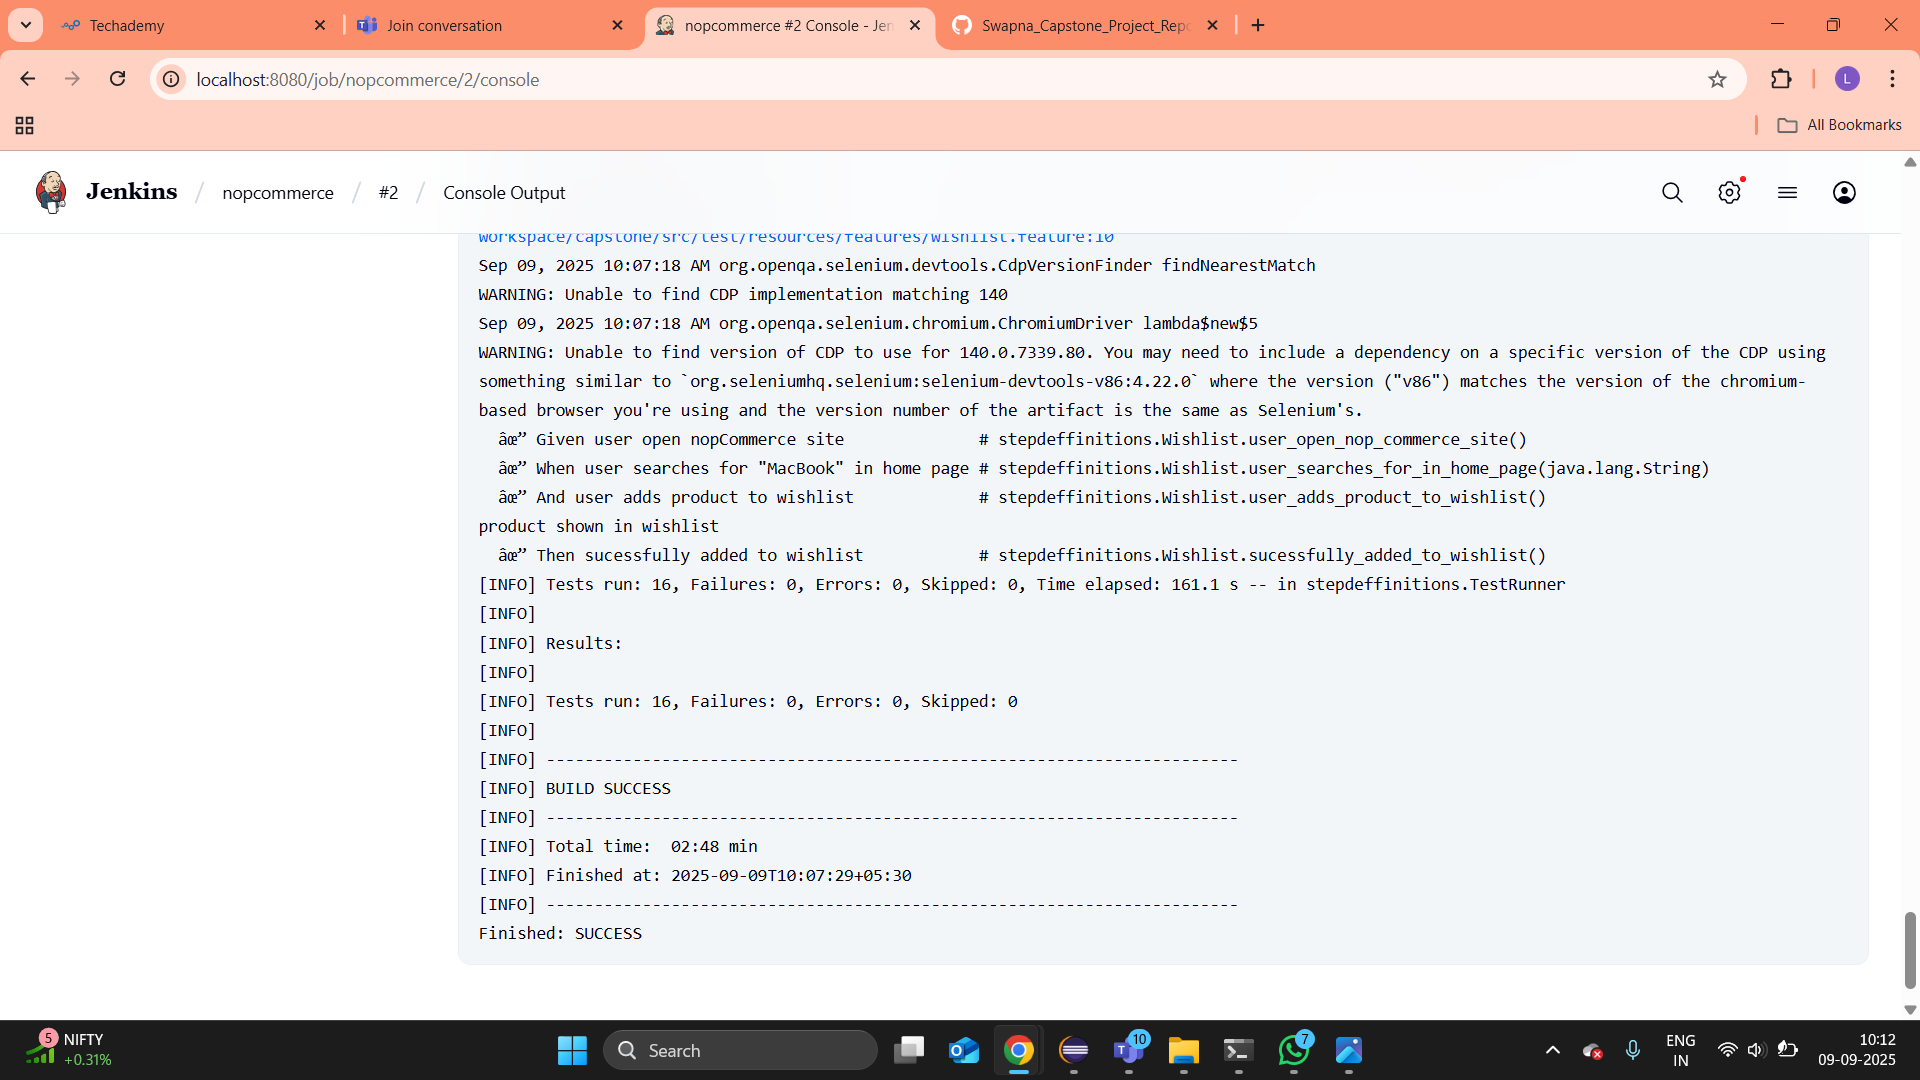 Techademy
Join conversation
nopcommerce #2 Console - Jen
Swapna_Capstone_Project_Repo
localhost:8080/job/nopcommerce/2/console
L
All Bookmarks
Jenkins / nopcommerce / #2 / Console Output
workspace/capstone/src/test/resources/features/wishlist.feature:10
Sep 09, 2025 10:07:18 AM org.openqa.selenium.devtools.CdpVersionFinder findNearestMatch
WARNING: Unable to find CDP implementation matching 140
Sep 09, 2025 10:07:18 AM org.openqa.selenium.chromium.ChromiumDriver lambda$new$5
WARNING: Unable to find version of CDP to use for 140.0.7339.80. You may need to include a dependency on a specific version of the CDP using
something similar to `org.seleniumhq.selenium:selenium-devtools-v86:4.22.0` where the version ("v86") matches the version of the chromium-
based browser you're using and the version number of the artifact is the same as Selenium's.
âœ” Given user open nopCommerce site # stepdeffinitions.Wishlist.user_open_nop_commerce_site()
âœ” When user searches for "MacBook" in home page # stepdeffinitions.Wishlist.user_searches_for_in_home_page(java.lang.String)
âœ” And user adds product to wishlist # stepdeffinitions.Wishlist.user_adds_product_to_wishlist()
product shown in wishlist
âœ” Then sucessfully added to wishlist # stepdeffinitions.Wishlist.sucessfully_added_to_wishlist()
[INFO] Tests run: 16, Failures: 0, Errors: 0, Skipped: 0, Time elapsed: 161.1 s -- in stepdeffinitions.TestRunner
[INFO]
[INFO] Results:
[INFO]
[INFO] Tests run: 16, Failures: 0, Errors: 0, Skipped: 0
[INFO]
[INFO] ------------------------------------------------------------------------
[INFO] BUILD SUCCESS
[INFO] ------------------------------------------------------------------------
[INFO] Total time:  02:48 min
[INFO] Finished at: 2025-09-09T10:07:29+05:30
[INFO] ------------------------------------------------------------------------
Finished: SUCCESS
5
NIFTY
+0.31%
Search
10
7
ENG
IN
10:12
09-09-2025